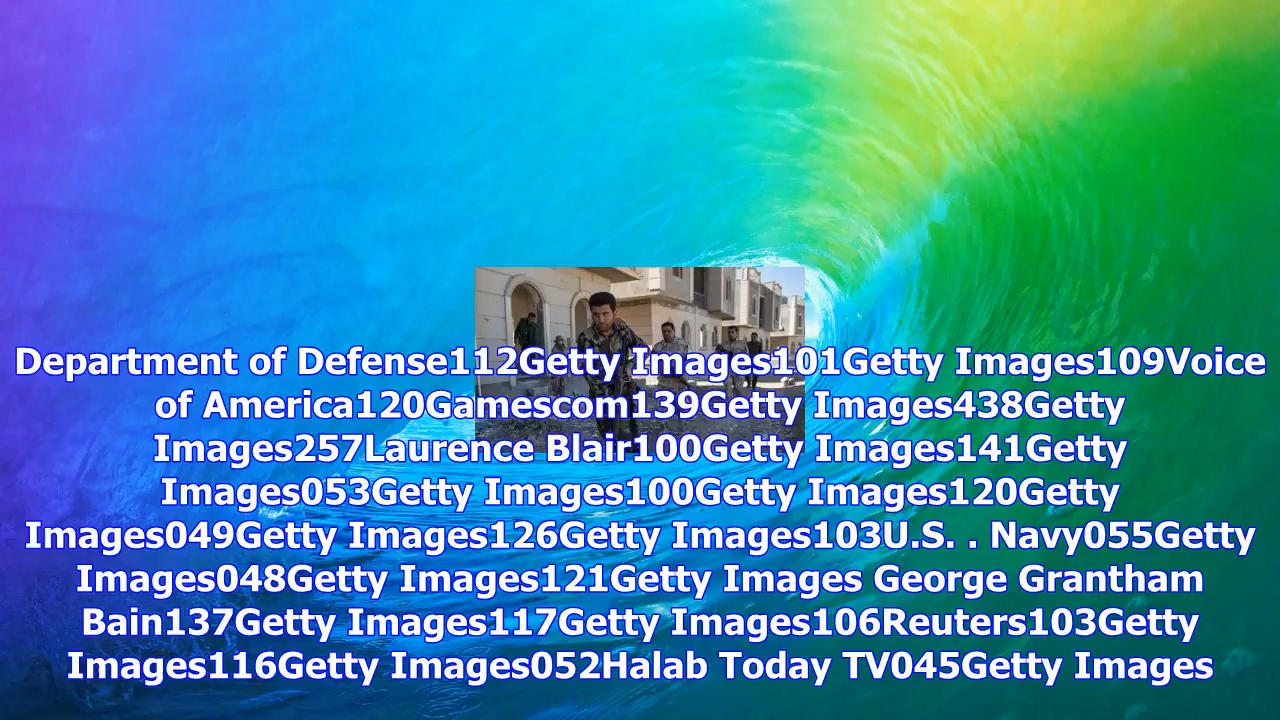 Department of Defense112Getty Images101Getty Images109Voice
of America120Gamescom139Getty Images438Getty
Images257Laurence Blair100Getty Images141Getty
Images053Getty Images100Getty Images120Getty
Images049Getty Images126Getty Images103U.S. . Navy055Getty
Images048Getty Images121Getty Images George Grantham
Bain137Getty Images117Getty Images106Reuters103Getty
Images116Getty Images052Halab Today TV045Getty Images